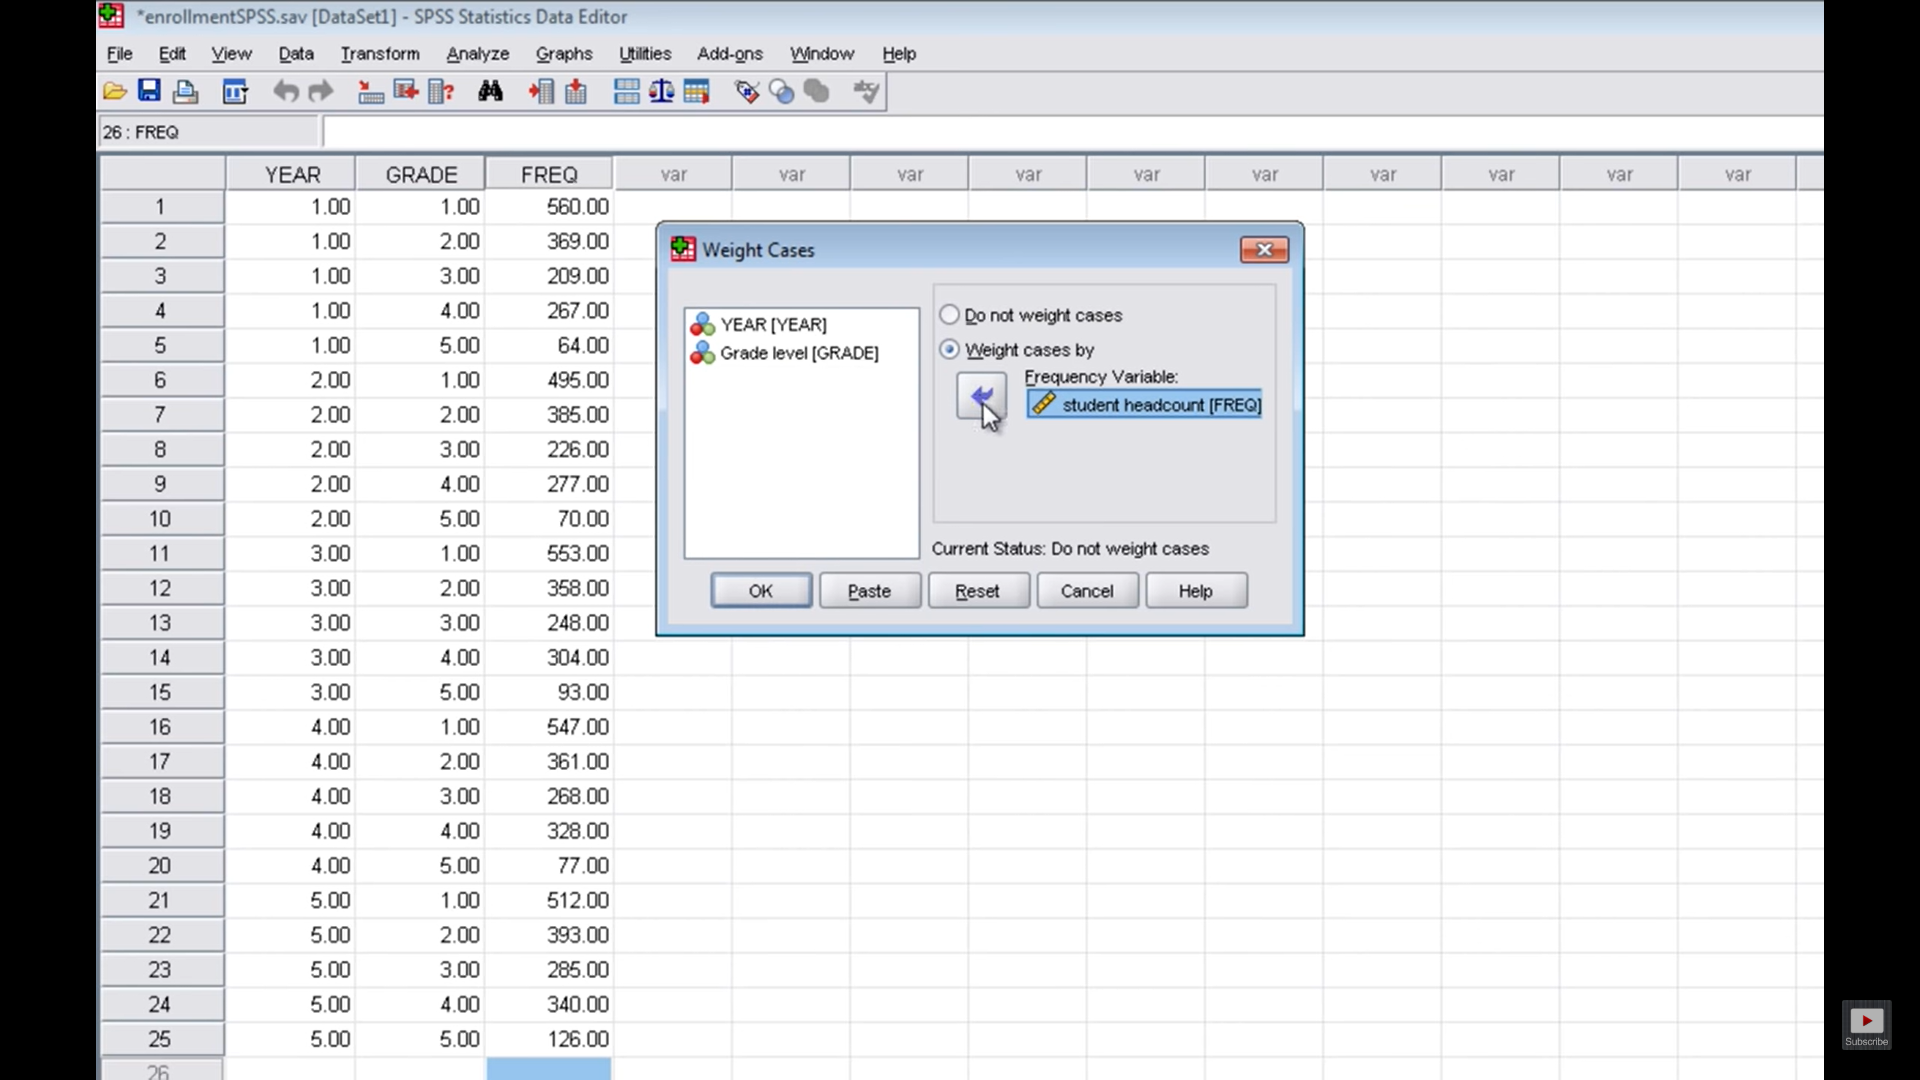 *enrollmentSPSS.sav [DataSet1] - SPSS Statistics Data Editor
File Edit View Data Transform Analyze Graphs Utilities Add-ons Window Help
26 : FREQ
YEAR GRADE FREQ var var var var var var var var var var
1 1.00 1.00 560.00
2 1.00 2.00 369.00
3 1.00 3.00 209.00
4 1.00 4.00 267.00
5 1.00 5.00 64.00
6 2.00 1.00 495.00
7 2.00 2.00 385.00
8 2.00 3.00 226.00
9 2.00 4.00 277.00
10 2.00 5.00 70.00
11 3.00 1.00 553.00
12 3.00 2.00 358.00
13 3.00 3.00 248.00
14 3.00 4.00 304.00
15 3.00 5.00 93.00
16 4.00 1.00 547.00
17 4.00 2.00 361.00
18 4.00 3.00 268.00
19 4.00 4.00 328.00
20 4.00 5.00 77.00
21 5.00 1.00 512.00
22 5.00 2.00 393.00
23 5.00 3.00 285.00
24 5.00 4.00 340.00
25 5.00 5.00 126.00
26
Weight Cases
YEAR [YEAR]
Grade level [GRADE]
Do not weight cases
Weight cases by
Frequency Variable:
student headcount [FREQ]
Current Status: Do not weight cases
OK Paste Reset Cancel Help
Subscribe